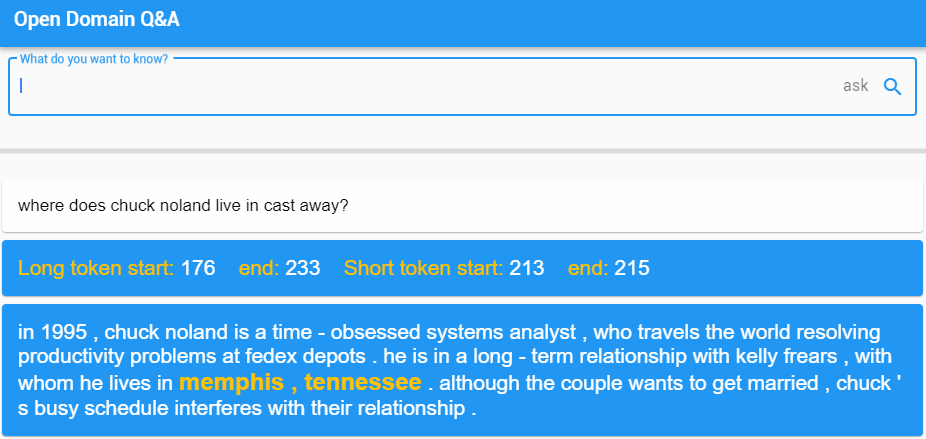 Open Domain Q&A
What do you want to know?
ask
where does chuck noland live in cast away?
Long token start: 176 end: 233 Short token start: 213 end: 215
in 1995 , chuck noland is a time - obsessed systems analyst , who travels the world resolving
productivity problems at fedex depots . he is in a long - term relationship with kelly frears , with
whom he lives in memphis , tennessee . although the couple wants to get married , chuck '
s busy schedule interferes with their relationship .